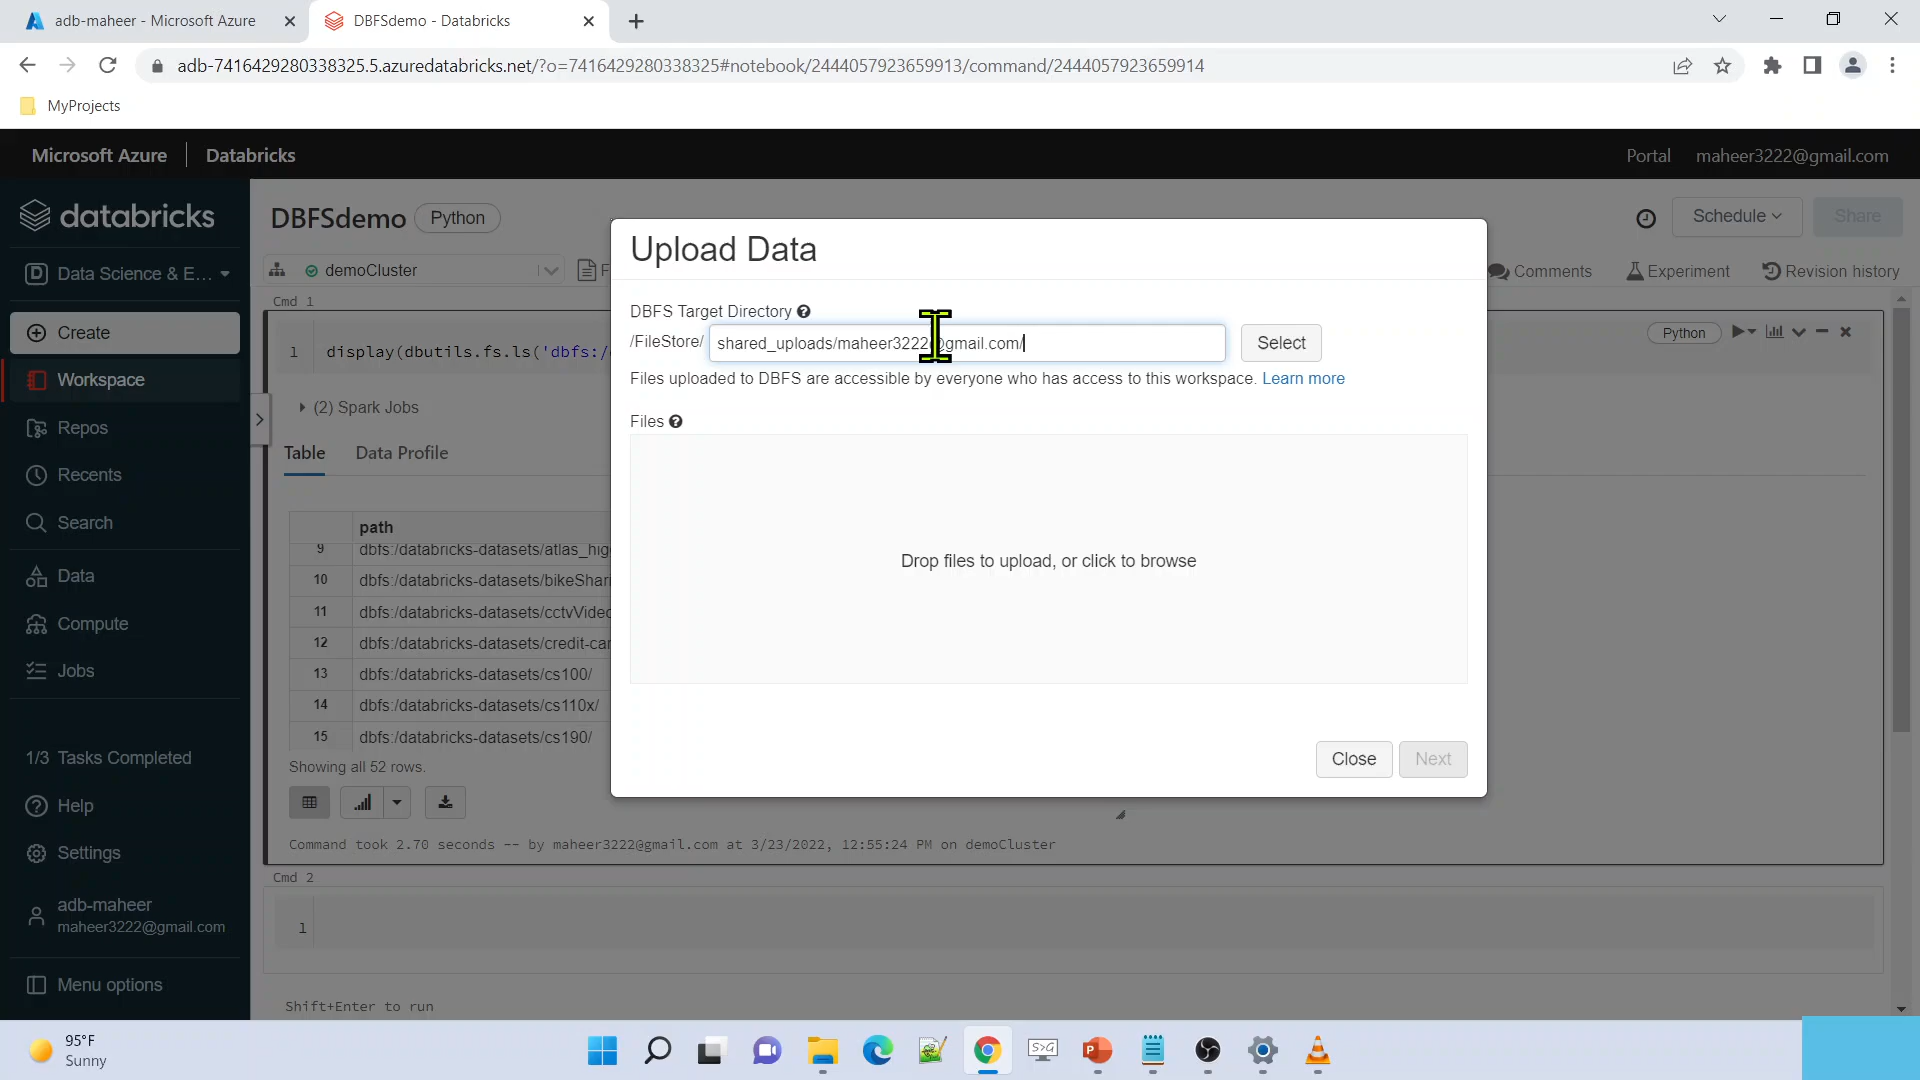 adb-maheer - Microsoft Azure
DBFSdemo - Databricks
adb-7416429280338325.5.azuredatabricks.net/?o=7416429280338325#notebook/2444057923659913/command/2444057923659914
MyProjects
Microsoft Azure
Databricks
Portal
maheer3222@gmail.com
databricks
DBFSdemo
Python
Schedule
Share
Data Science & E...
demoCluster
F
Comments
Experiment
Revision history
Create
Workspace
Repos
Recents
Search
Data
Compute
Jobs
1/3 Tasks Completed
Help
Settings
adb-maheer
maheer3222@gmail.com
Menu options
Cmd 1
1
display(dbutils.fs.ls('dbfs:/
Python
(2) Spark Jobs
Table
Data Profile
path
9 dbfs:/databricks-datasets/atlas_hig
10 dbfs:/databricks-datasets/bikeShari
11 dbfs:/databricks-datasets/cctvVideo
12 dbfs:/databricks-datasets/credit-car
13 dbfs:/databricks-datasets/cs100/
14 dbfs:/databricks-datasets/cs110x/
15 dbfs:/databricks-datasets/cs190/
Showing all 52 rows.
Command took 2.70 seconds -- by maheer3222@gmail.com at 3/23/2022, 12:55:24 PM on demoCluster
Cmd 2
1
Shift+Enter to run
Upload Data
DBFS Target Directory
/FileStore/
shared_uploads/maheer3222@gmail.com/
Select
Files uploaded to DBFS are accessible by everyone who has access to this workspace. Learn more
Files
Drop files to upload, or click to browse
Close
Next
95°F
Sunny